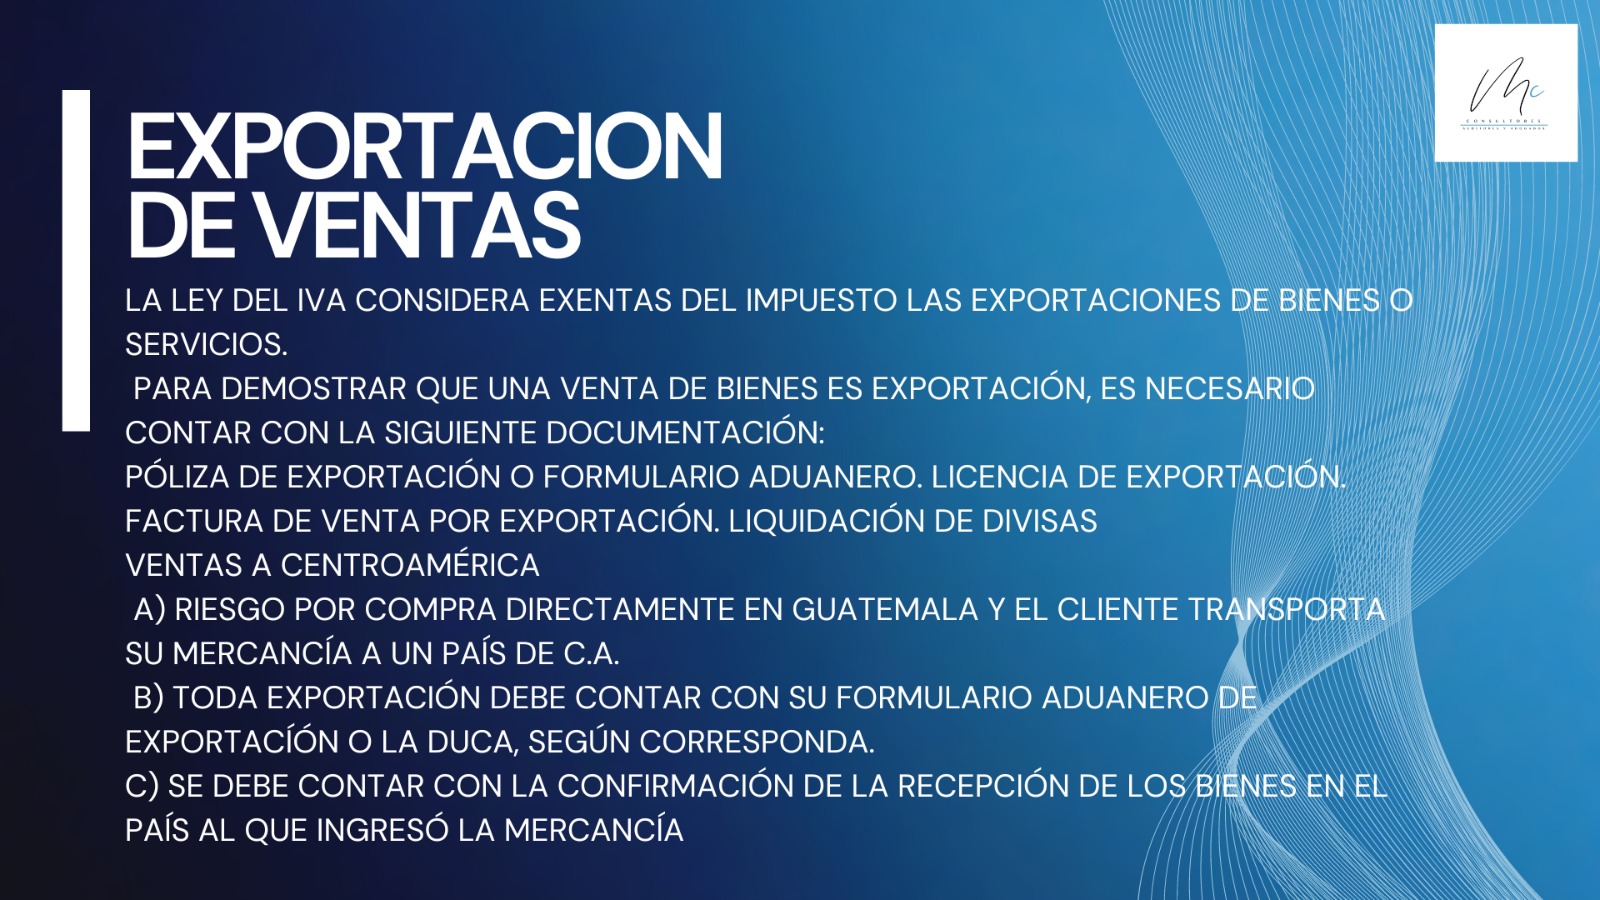 EXPORTACION
DE VENTAS
LA LEY DEL IVA CONSIDERA EXENTAS DEL IMPUESTO LAS EXPORTACIONES DE BIENES O
SERVICIOS.
PARA DEMOSTRAR QUE UNA VENTA DE BIENES ES EXPORTACIÓN, ES NECESARIO
CONTAR CON LA SIGUIENTE DOCUMENTACIÓN:
PÓLIZA DE EXPORTACIÓN O FORMULARIO ADUANERO. LICENCIA DE EXPORTACIÓN.
FACTURA DE VENTA POR EXPORTACIÓN. LIQUIDACIÓN DE DIVISAS
VENTAS A CENTROAMÉRICA
A) RIESGO POR COMPRA DIRECTAMENTE EN GUATEMALA Y EL CLIENTE TRANSPORTA
SU MERCANCÍA A UN PAÍS DE C.A.
B) TODA EXPORTACIÓN DEBE CONTAR CON SU FORMULARIO ADUANERO DE
EXPORTACÍÓN O LA DUCA, SEGÚN CORRESPONDA.
C) SE DEBE CONTAR CON LA CONFIRMACIÓN DE LA RECEPCIÓN DE LOS BIENES EN EL
PAÍS AL QUE INGRESÓ LA MERCANCÍA
Mc
CONSULTORES
AUDITORES Y ABOGADOS